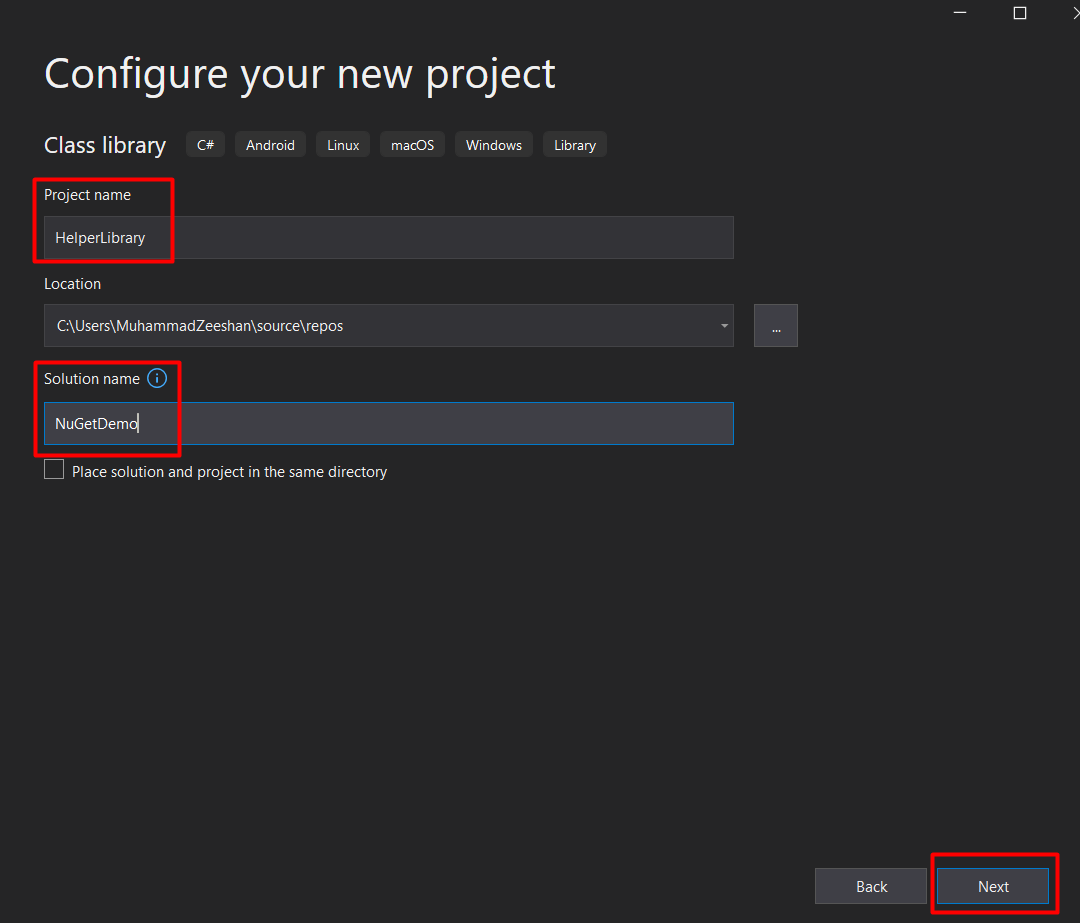 Configure your new project
Class library C# Android Linux macOS Windows Library
Project name
HelperLibrary
Location
C:\Users\MuhammadZeeshan\source\repos
...
Solution name
NuGetDemo
Place solution and project in the same directory
Back Next